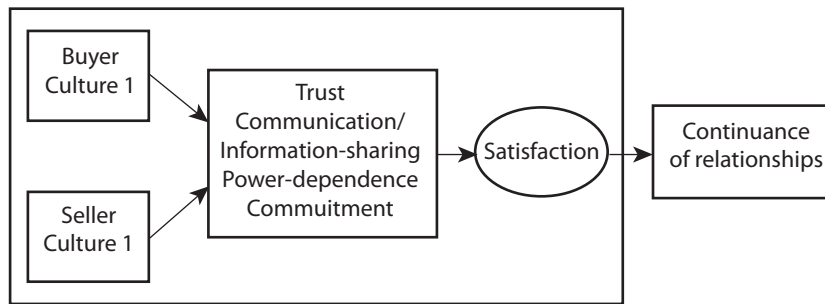 Buyer
Culture 1
Seller
Culture 1
Trust
Communication/
Information-sharing
Power-dependence
Commuitment
Satisfaction
Continuance
of relationships